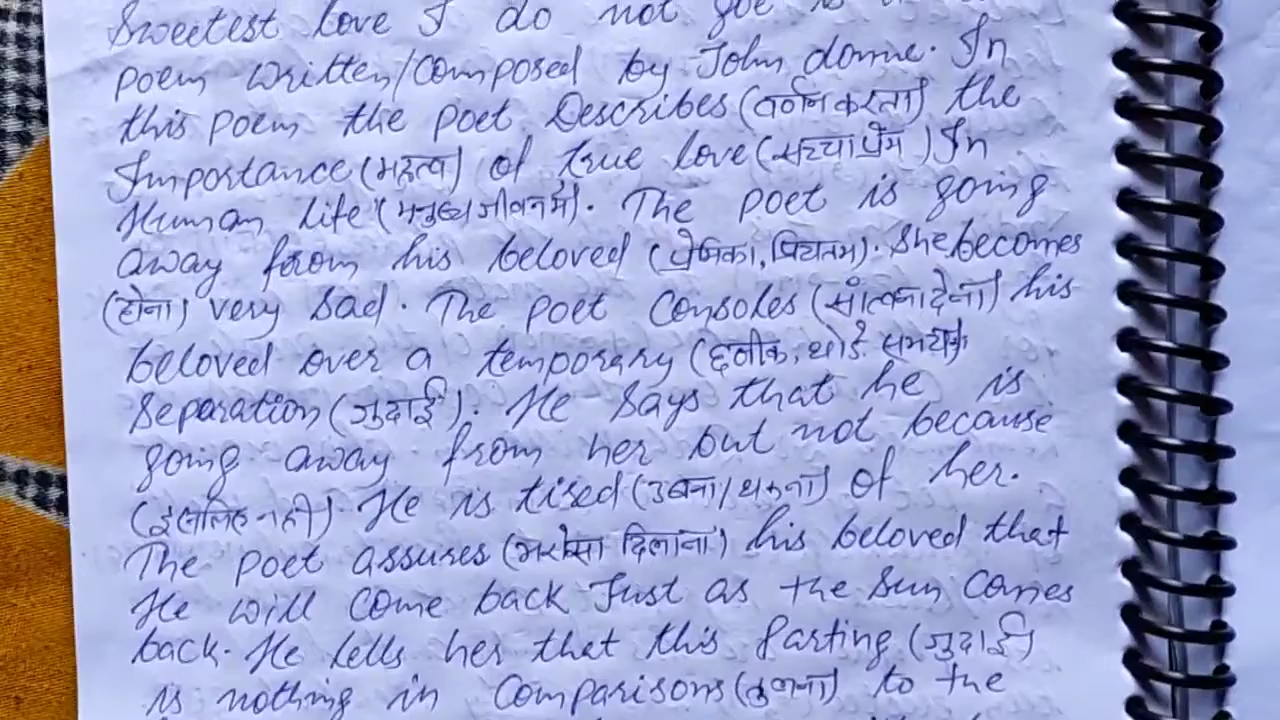 Sweetest love I do not goe is
poem written/composed by John donne. In
this poem the poet Describes (वर्णन करता) the
Importance (महत्व) of true love (सच्चा प्रेम) In
Human life (मनुष्य जीवन में). The poet is going
away from his beloved (प्रेमिका, प्रियतम). She becomes
(होना) very sad. The poet Consoles (सांत्वना देना) his
beloved over a temporary (थोडे समय
Separation (जुदाई). He Says that he is
going away from her but not because
(इसलिए नही) He is tired (उबना/थकना) of her.
The poet assures (भरोसा दिलाना) his beloved that
He will come back Just as the Sun Comes
back. He tells her that this Parting (जुदाई)
is nothing in Comparisons (तुलना) to the